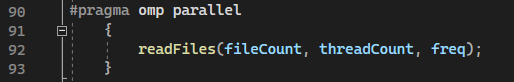 90 #pragma omp parallel
91 {
92 readFiles(fileCount, threadCount, freq);
93 }